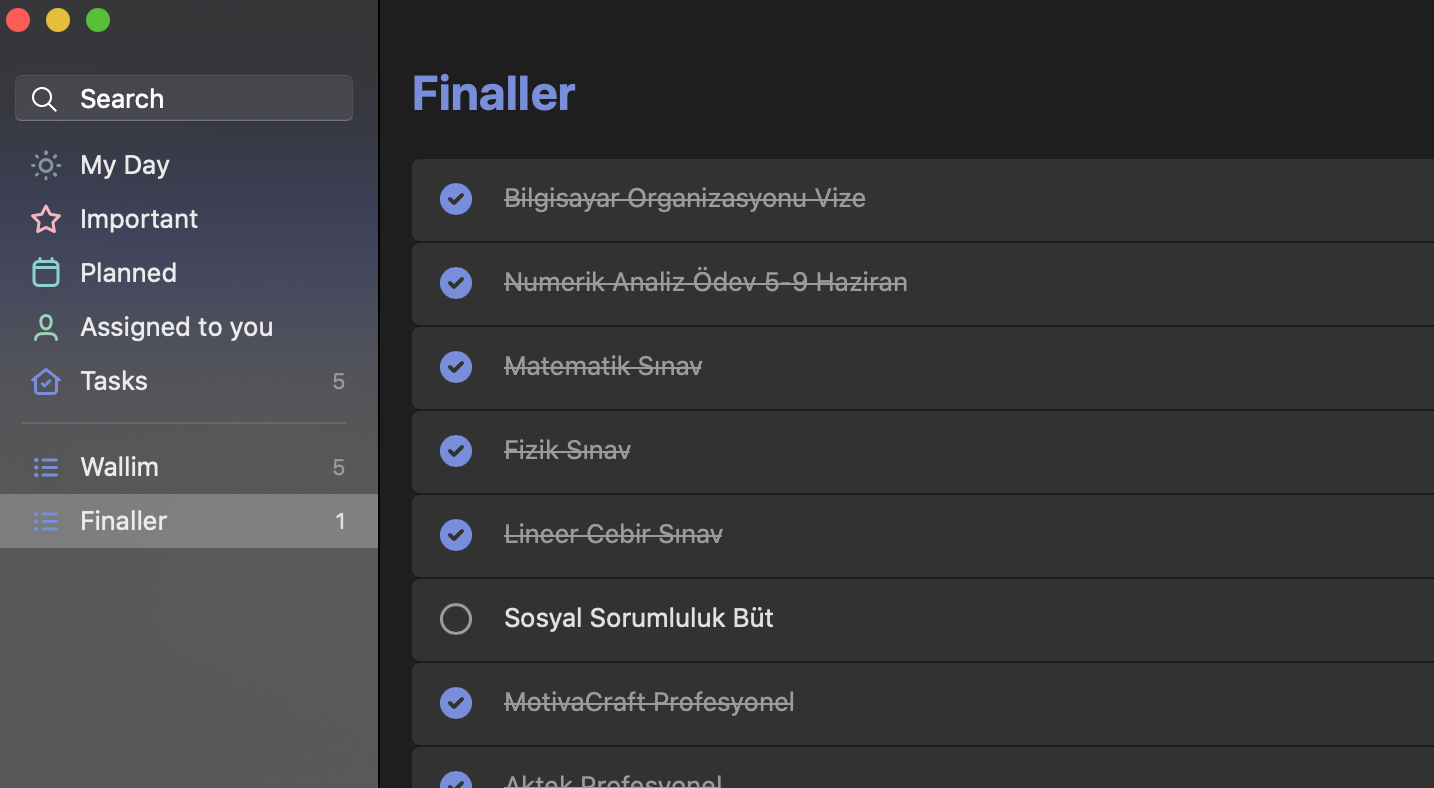 Search
My Day
Important
Planned
Assigned to you
Tasks 5
Wallim 5
Finaller 1
Finaller
Bilgisayar Organizasyonu Vize
Numerik Analiz Ödev 5-9 Haziran
Matematik Sınav
Fizik Sınav
Lineer Cebir Sınav
Sosyal Sorumluluk Büt
MotivaCraft Profesyonel
Aktek Profesyonel